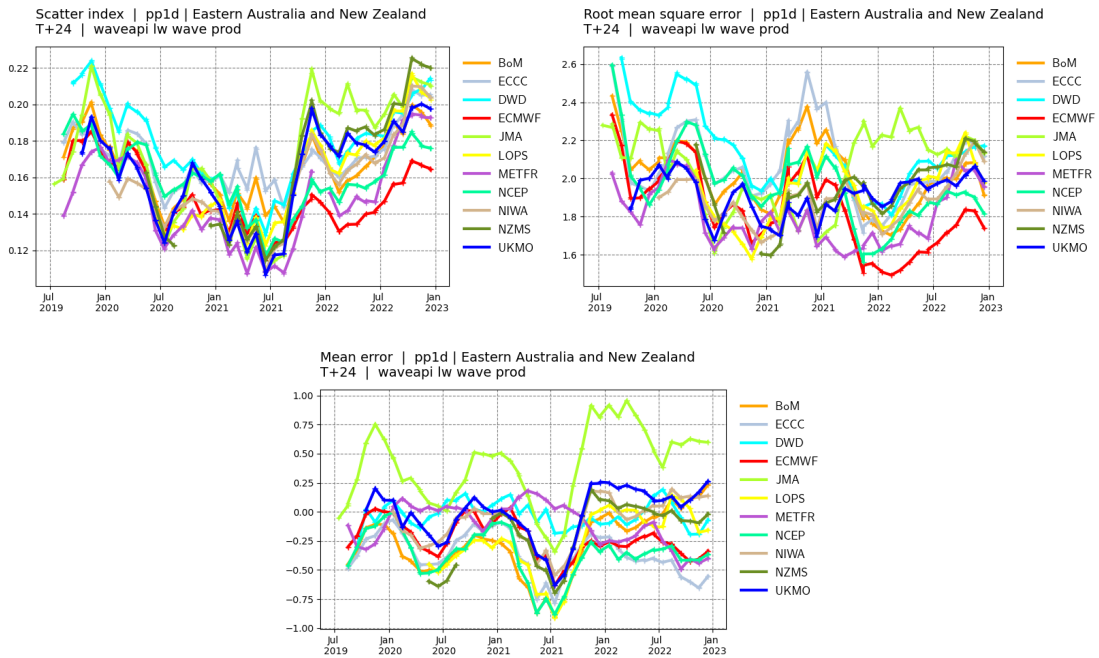 Scatter index | pp1d | Eastern Australia and New Zealand
T+24 | waveapi lw wave prod
0.22
0.20
0.18
0.16
0.14
0.12
Jul 2019
Jan 2020
Jul 2020
Jan 2021
Jul 2021
Jan 2022
Jul 2022
Jan 2023
BoM
ECCC
DWD
ECMWF
JMA
LOPS
METFR
NCEP
NIWA
NZMS
UKMO
Root mean square error | pp1d | Eastern Australia and New Zealand
T+24 | waveapi lw wave prod
2.6
2.4
2.2
2.0
1.8
1.6
Jul 2019
Jan 2020
Jul 2020
Jan 2021
Jul 2021
Jan 2022
Jul 2022
Jan 2023
BoM
ECCC
DWD
ECMWF
JMA
LOPS
METFR
NCEP
NIWA
NZMS
UKMO
Mean error | pp1d | Eastern Australia and New Zealand
T+24 | waveapi lw wave prod
1.00
0.75
0.50
0.25
0.00
−0.25
−0.50
−0.75
−1.00
Jul 2019
Jan 2020
Jul 2020
Jan 2021
Jul 2021
Jan 2022
Jul 2022
Jan 2023
BoM
ECCC
DWD
ECMWF
JMA
LOPS
METFR
NCEP
NIWA
NZMS
UKMO